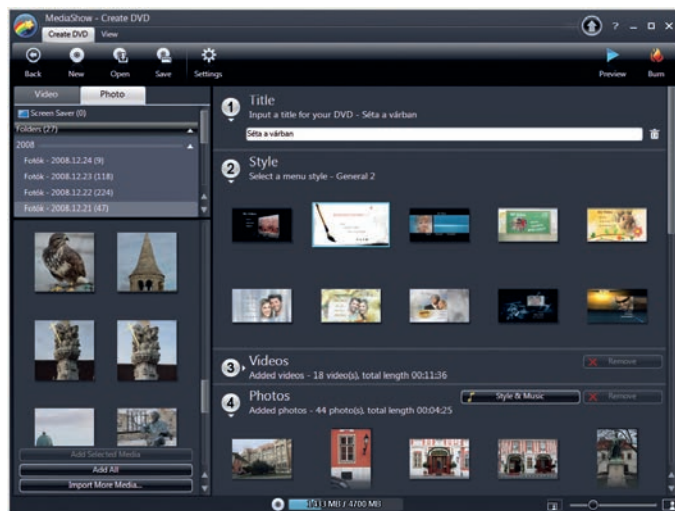 MediaShow - Create DVD
Create DVD View
Back New Open Save Settings Preview Burn
Video Photo
Screen Saver (0)
Folders (27)
2008
Fotók - 2008.12.24 (9)
Fotók - 2008.12.23 (118)
Fotók - 2008.12.22 (224)
Fotók - 2008.12.21 (47)
Add Selected Media
Add All
Import More Media...
1 Title
Input a title for your DVD - Séta a várban
Séta a várban
2 Style
Select a menu style - General 2
3 Videos
Added videos - 18 video(s), total length 00:11:36
Remove
4 Photos
Added photos - 44 photo(s), total length 00:04:25
Style & Music
Remove
MB / 4700 MB